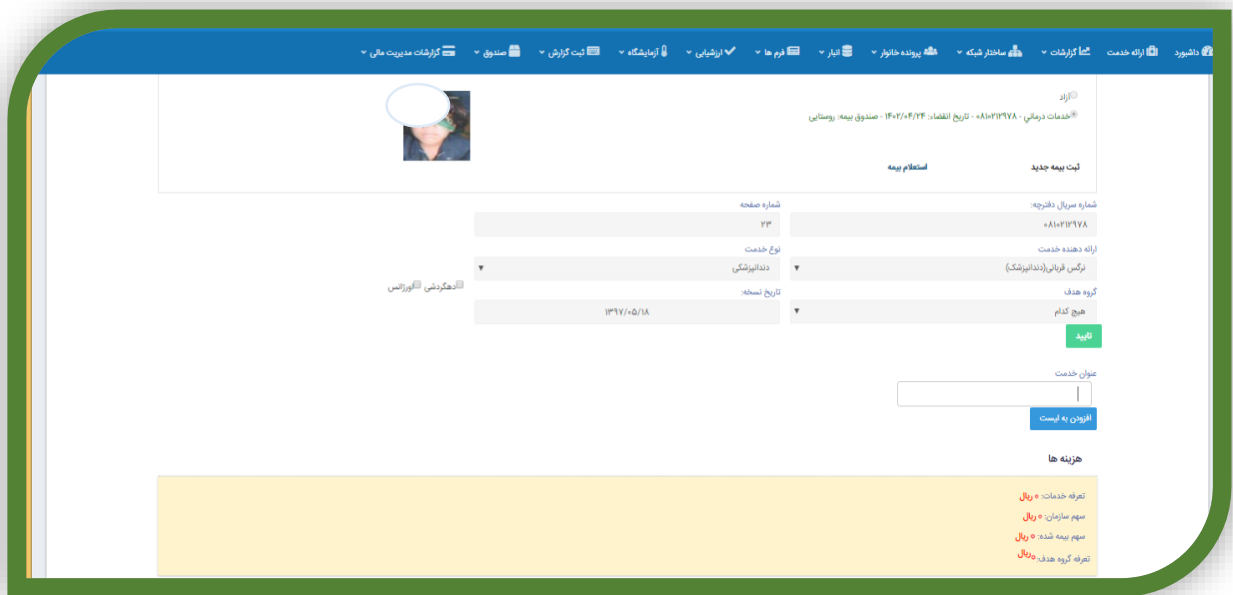 داشبورد ارائه خدمت گزارشات ساختار شبکه پرونده خانوار انبار فرم ها ارزشیابی آزمایشگاه ثبت گزارش صندوق گزارشات مدیریت مالی
آزاد
خدمات درماني - ۰۸۱۰۲۱۲۹۷۸ - تاریخ انقضاء: ۱۴۰۲/۰۴/۲۴ - صندوق بیمه: روستایی
ثبت بیمه جدید استعلام بیمه
شماره سریال دفترچه: شماره صفحه
۰۸۱۰۲۱۲۹۷۸ ۲۳
ارائه دهنده خدمت نوع خدمت
نرگس قربانی(دندانپزشک) دندانپزشکی
دهگردشی اورژانس
گروه هدف تاریخ نسخه:
هیچ کدام ۱۳۹۷/۰۵/۱۸
تایید
عنوان خدمت
افزودن به لیست
هزینه ها
تعرفه خدمات: ۰ ریال
سهم سازمان: ۰ ریال
سهم بیمه شده: ۰ ریال
تعرفه گروه هدف: ۰ریال